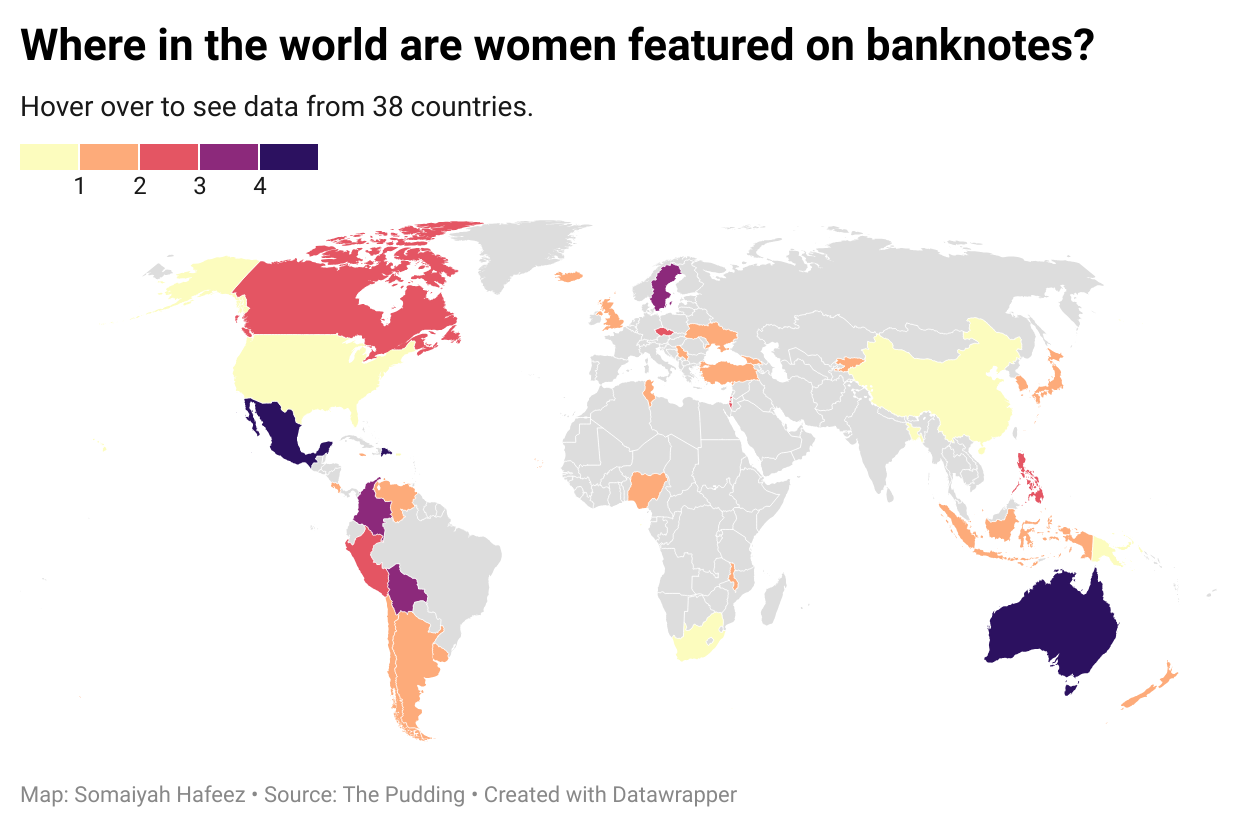 Where in the world are women featured on banknotes?
Hover over to see data from 38 countries.
1 2 3 4
Map: Somaiyah Hafeez • Source: The Pudding • Created with Datawrapper